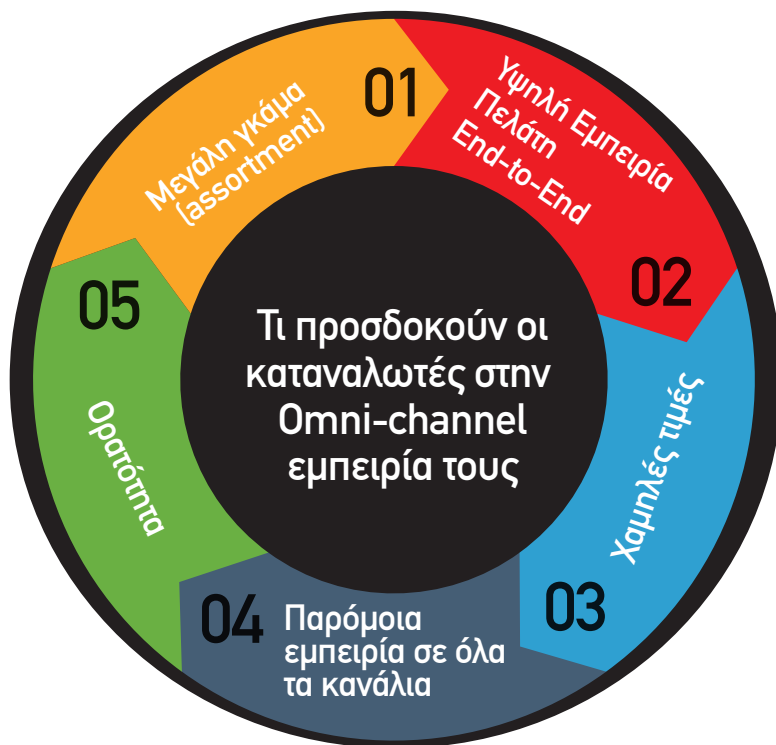 Τι προσδοκούν οι
καταναλωτές στην
Omni-channel
εμπειρία τους
01
Μεγάλη γκάμα
(assortment)
02
Υψηλή Εμπειρία
Πελάτη
End-to-End
03
Χαμηλές τιμές
04
Παρόμοια
εμπειρία σε όλα
τα κανάλια
05
Ορατότητα